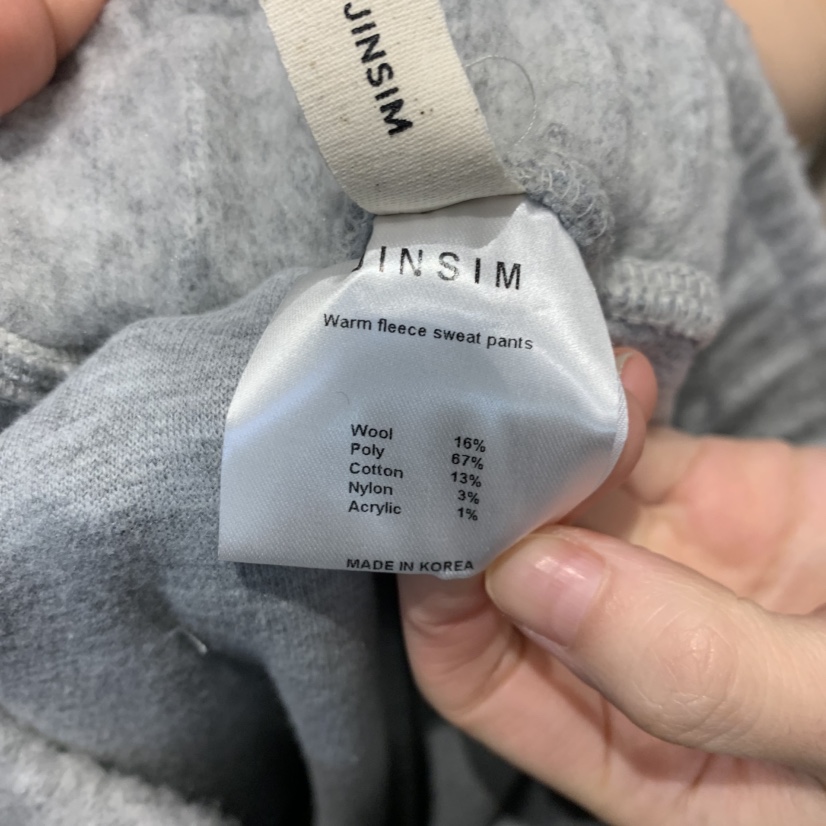 JINSIM
JINSIM
Warm fleece sweat pants
Wool 16%
Poly 67%
Cotton 13%
Nylon 3%
Acrylic 1%
MADE IN KOREA